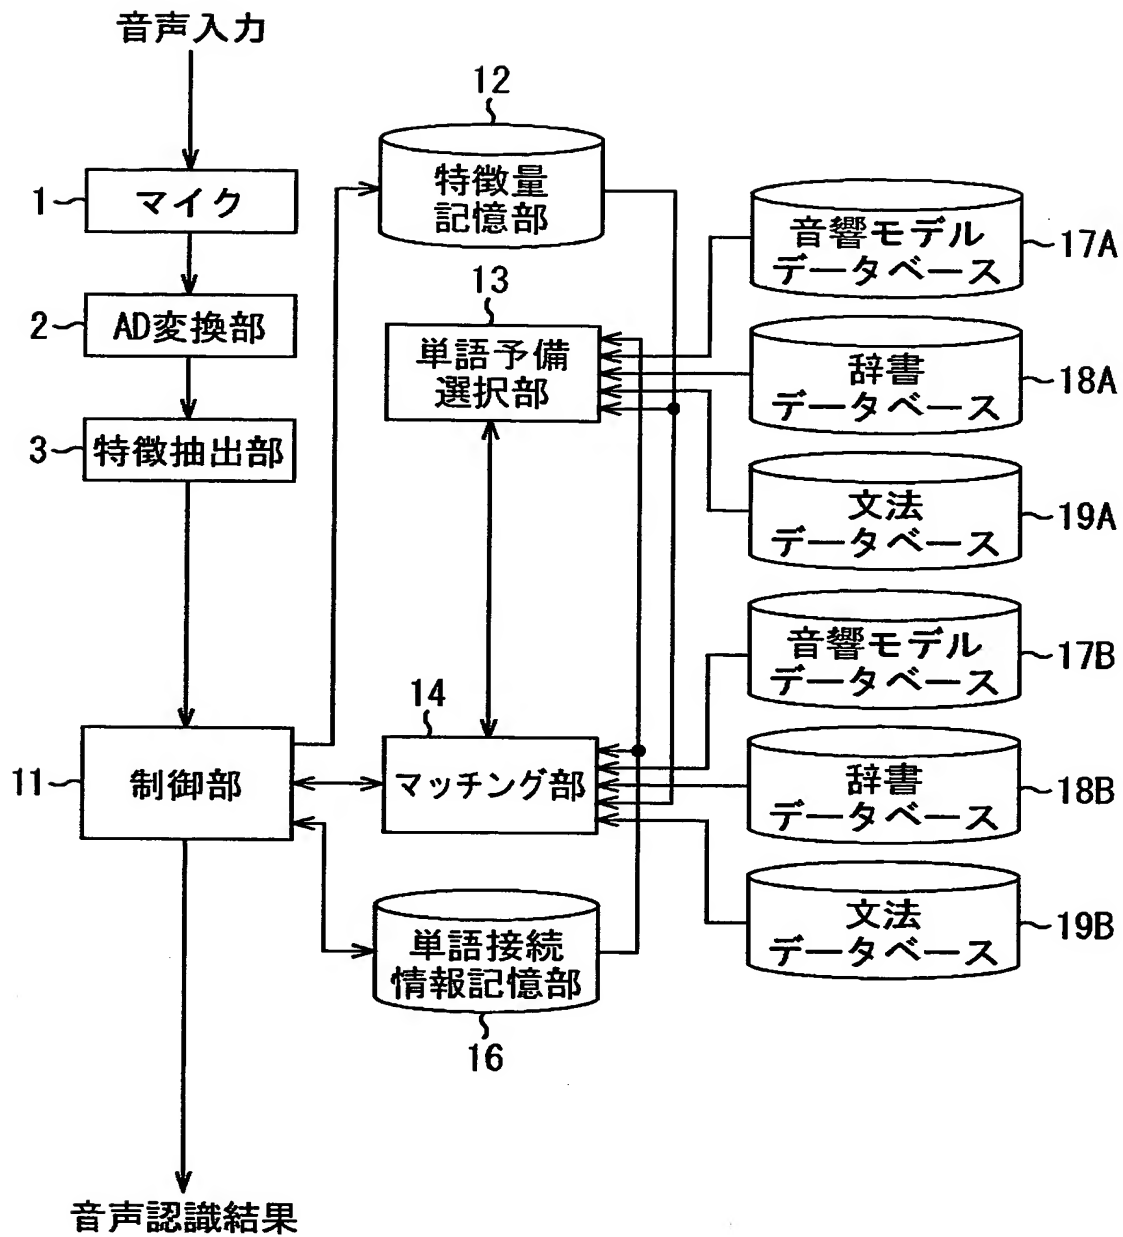 音声入力
1
マイク
2
AD変換部
3
特徴抽出部
11
制御部
音声認識結果
12
特徴量
記憶部
13
単語予備
選択部
14
マッチング部
単語接続
情報記憶部
16
音響モデル
データベース
17A
辞書
データベース
18A
文法
データベース
19A
音響モデル
データベース
17B
辞書
データベース
18B
文法
データベース
19B